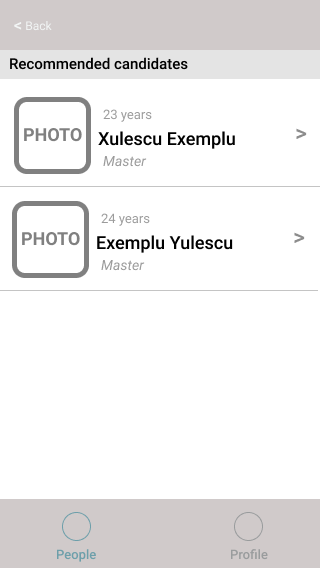 < Back
Recommended candidates
23 years
PHOTO
Xulescu Exemplu
>
Master
24 years
PHOTO
Exemplu Yulescu
>
Master
People
Profile